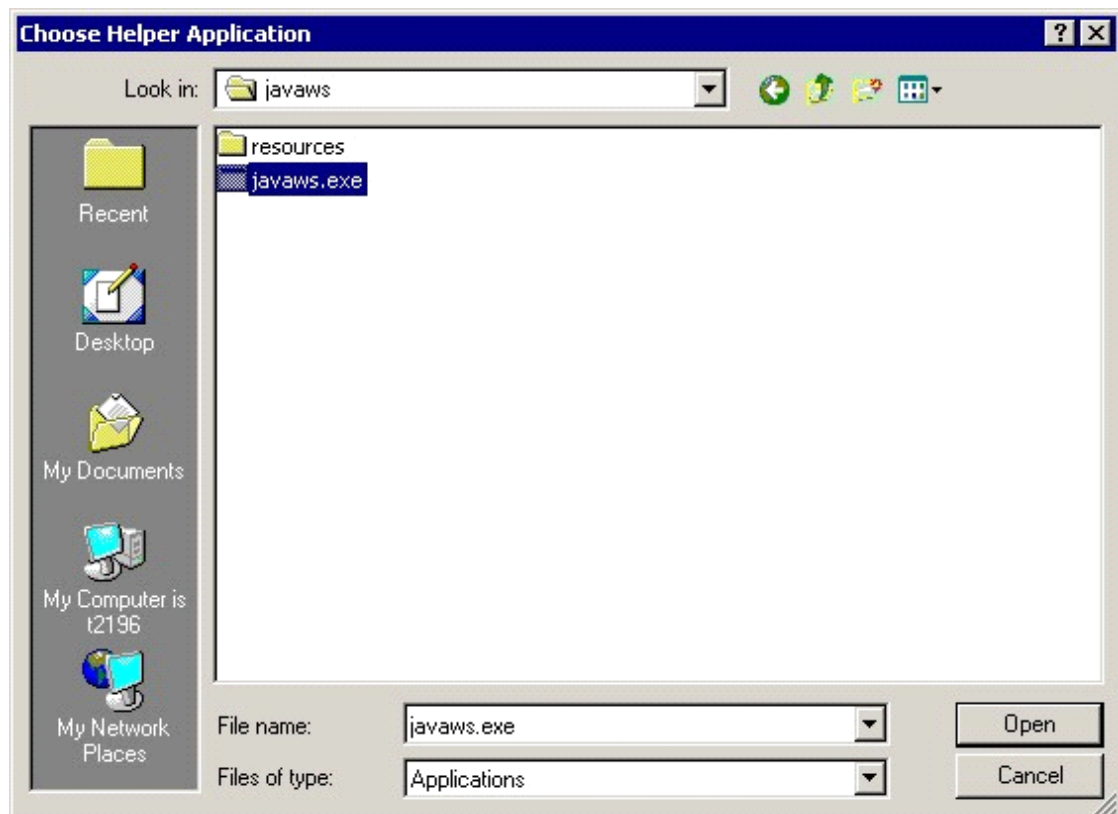 Choose Helper Application
Look in: javaws
resources
javaws.exe
Recent
Desktop
My Documents
My Computer is
t2196
My Network
Places
File name: javaws.exe Open
Files of type: Applications Cancel